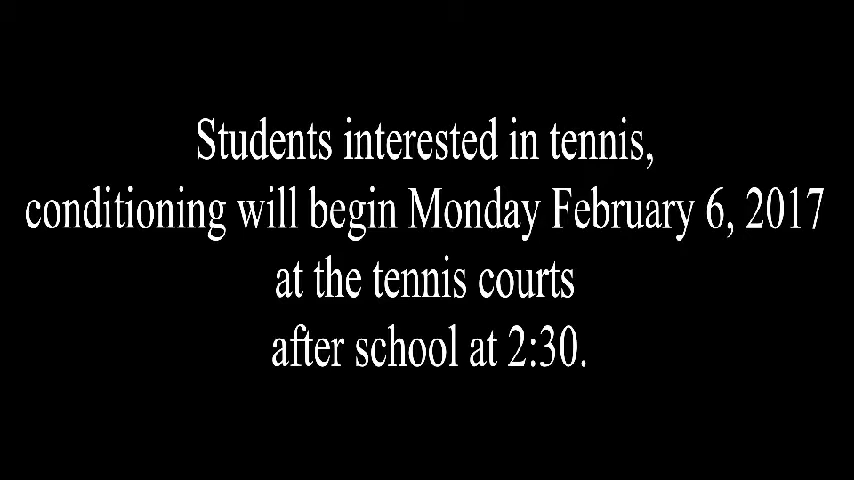 Students interested in tennis,
conditioning will begin Monday February 6, 2017
at the tennis courts
after school at 2:30.